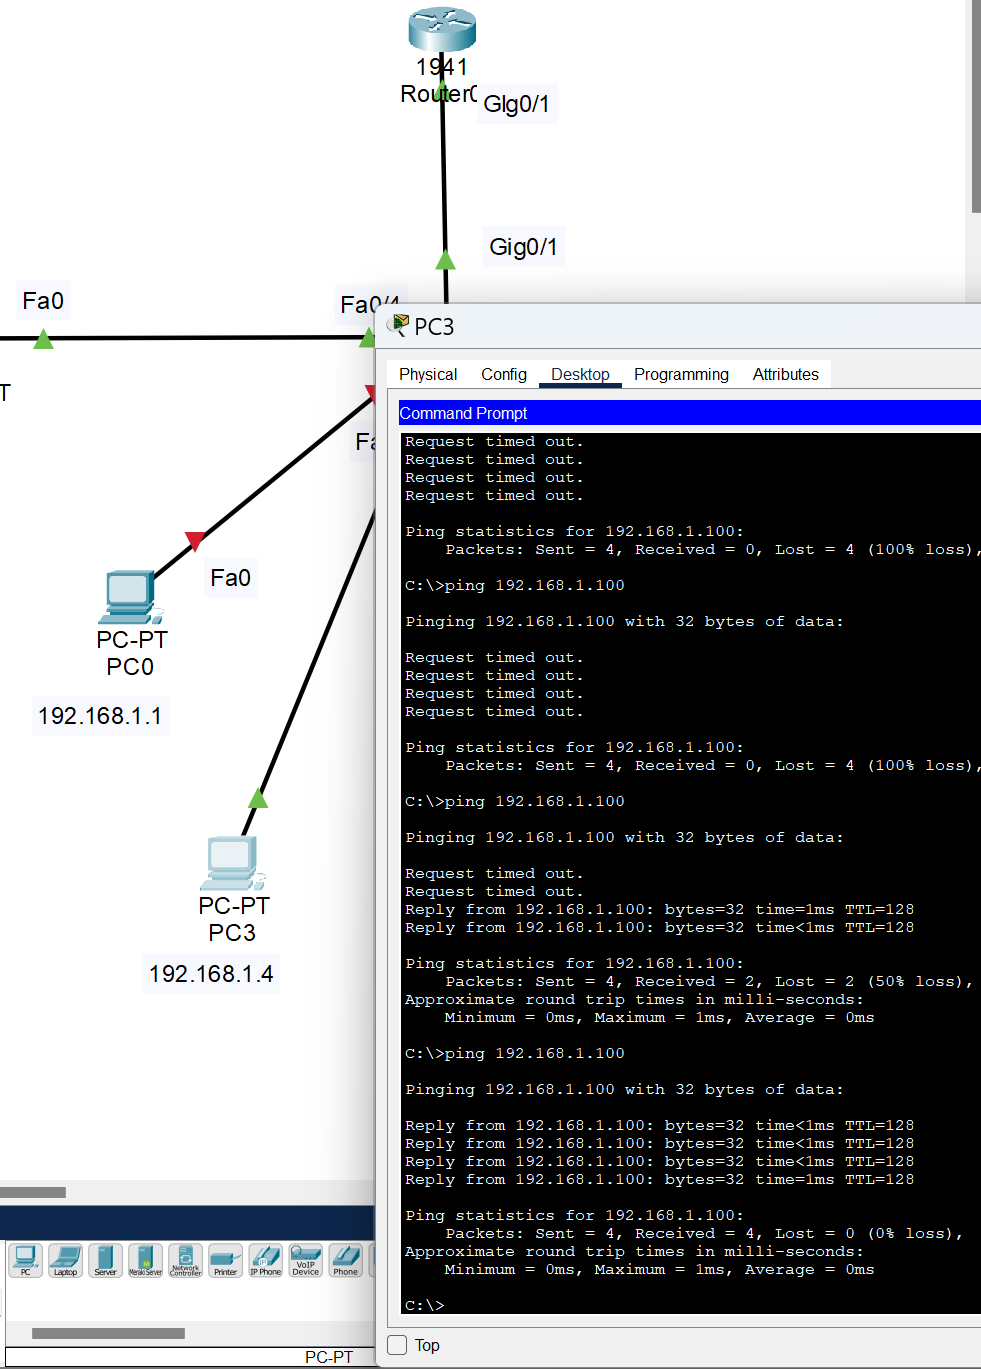 1941
Router0
GIg0/1
Gig0/1
Fa0
Fa0/4
T
Fa
Fa0
PC-PT
PC0
192.168.1.1
PC-PT
PC3
192.168.1.4
PC3
Physical Config Desktop Programming Attributes
Command Prompt
Request timed out.
Request timed out.
Request timed out.
Request timed out.
Ping statistics for 192.168.1.100:
Packets: Sent = 4, Received = 0, Lost = 4 (100% loss),
C:\>ping 192.168.1.100
Pinging 192.168.1.100 with 32 bytes of data:
Request timed out.
Request timed out.
Request timed out.
Request timed out.
Ping statistics for 192.168.1.100:
Packets: Sent = 4, Received = 0, Lost = 4 (100% loss),
C:\>ping 192.168.1.100
Pinging 192.168.1.100 with 32 bytes of data:
Request timed out.
Request timed out.
Reply from 192.168.1.100: bytes=32 time=1ms TTL=128
Reply from 192.168.1.100: bytes=32 time<1ms TTL=128
Ping statistics for 192.168.1.100:
Packets: Sent = 4, Received = 2, Lost = 2 (50% loss),
Approximate round trip times in milli-seconds:
Minimum = 0ms, Maximum = 1ms, Average = 0ms
C:\>ping 192.168.1.100
Pinging 192.168.1.100 with 32 bytes of data:
Reply from 192.168.1.100: bytes=32 time<1ms TTL=128
Reply from 192.168.1.100: bytes=32 time<1ms TTL=128
Reply from 192.168.1.100: bytes=32 time<1ms TTL=128
Reply from 192.168.1.100: bytes=32 time=1ms TTL=128
Ping statistics for 192.168.1.100:
Packets: Sent = 4, Received = 4, Lost = 0 (0% loss),
Approximate round trip times in milli-seconds:
Minimum = 0ms, Maximum = 1ms, Average = 0ms
C:\>
Top
PC Laptop Server Meraki Server Network Controller Printer IP Phone VoIP Device Phone
PC-PT